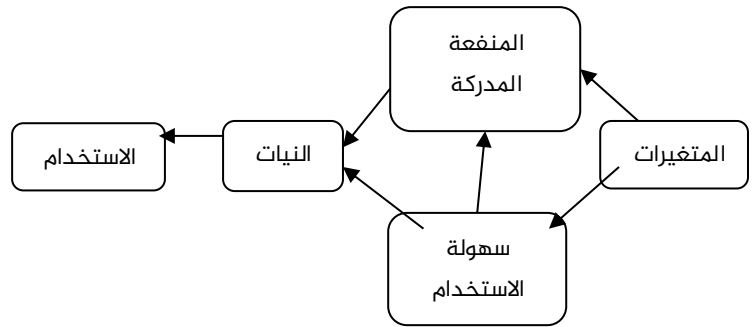 المنفعة
المدركة
المتغيرات
النيات
الاستخدام
سهولة
الاستخدام